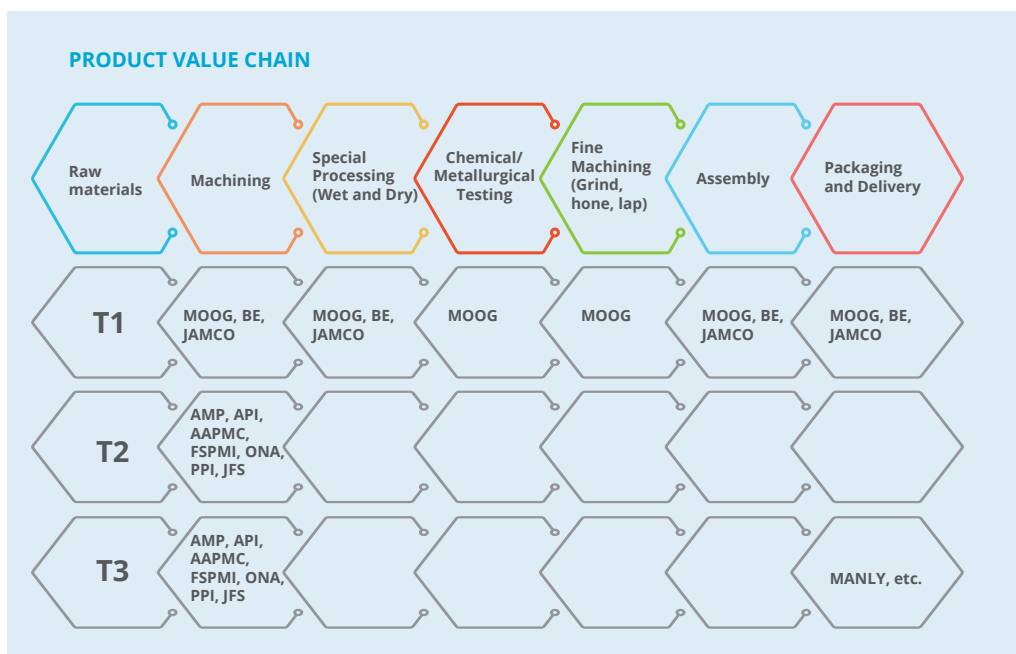 PRODUCT VALUE CHAIN
Raw
materials
Machining
Special
Processing
(Wet and Dry)
Chemical/
Metallurgical
Testing
Fine
Machining
(Grind,
hone, lap)
Assembly
Packaging
and Delivery
T1
MOOG, BE,
JAMCO
MOOG, BE,
JAMCO
MOOG
MOOG
MOOG, BE,
JAMCO
MOOG, BE,
JAMCO
T2
AMP, API,
AAPMC,
FSPMI, ONA,
PPI, JFS
T3
AMP, API,
AAPMC,
FSPMI, ONA,
PPI, JFS
MANLY, etc.